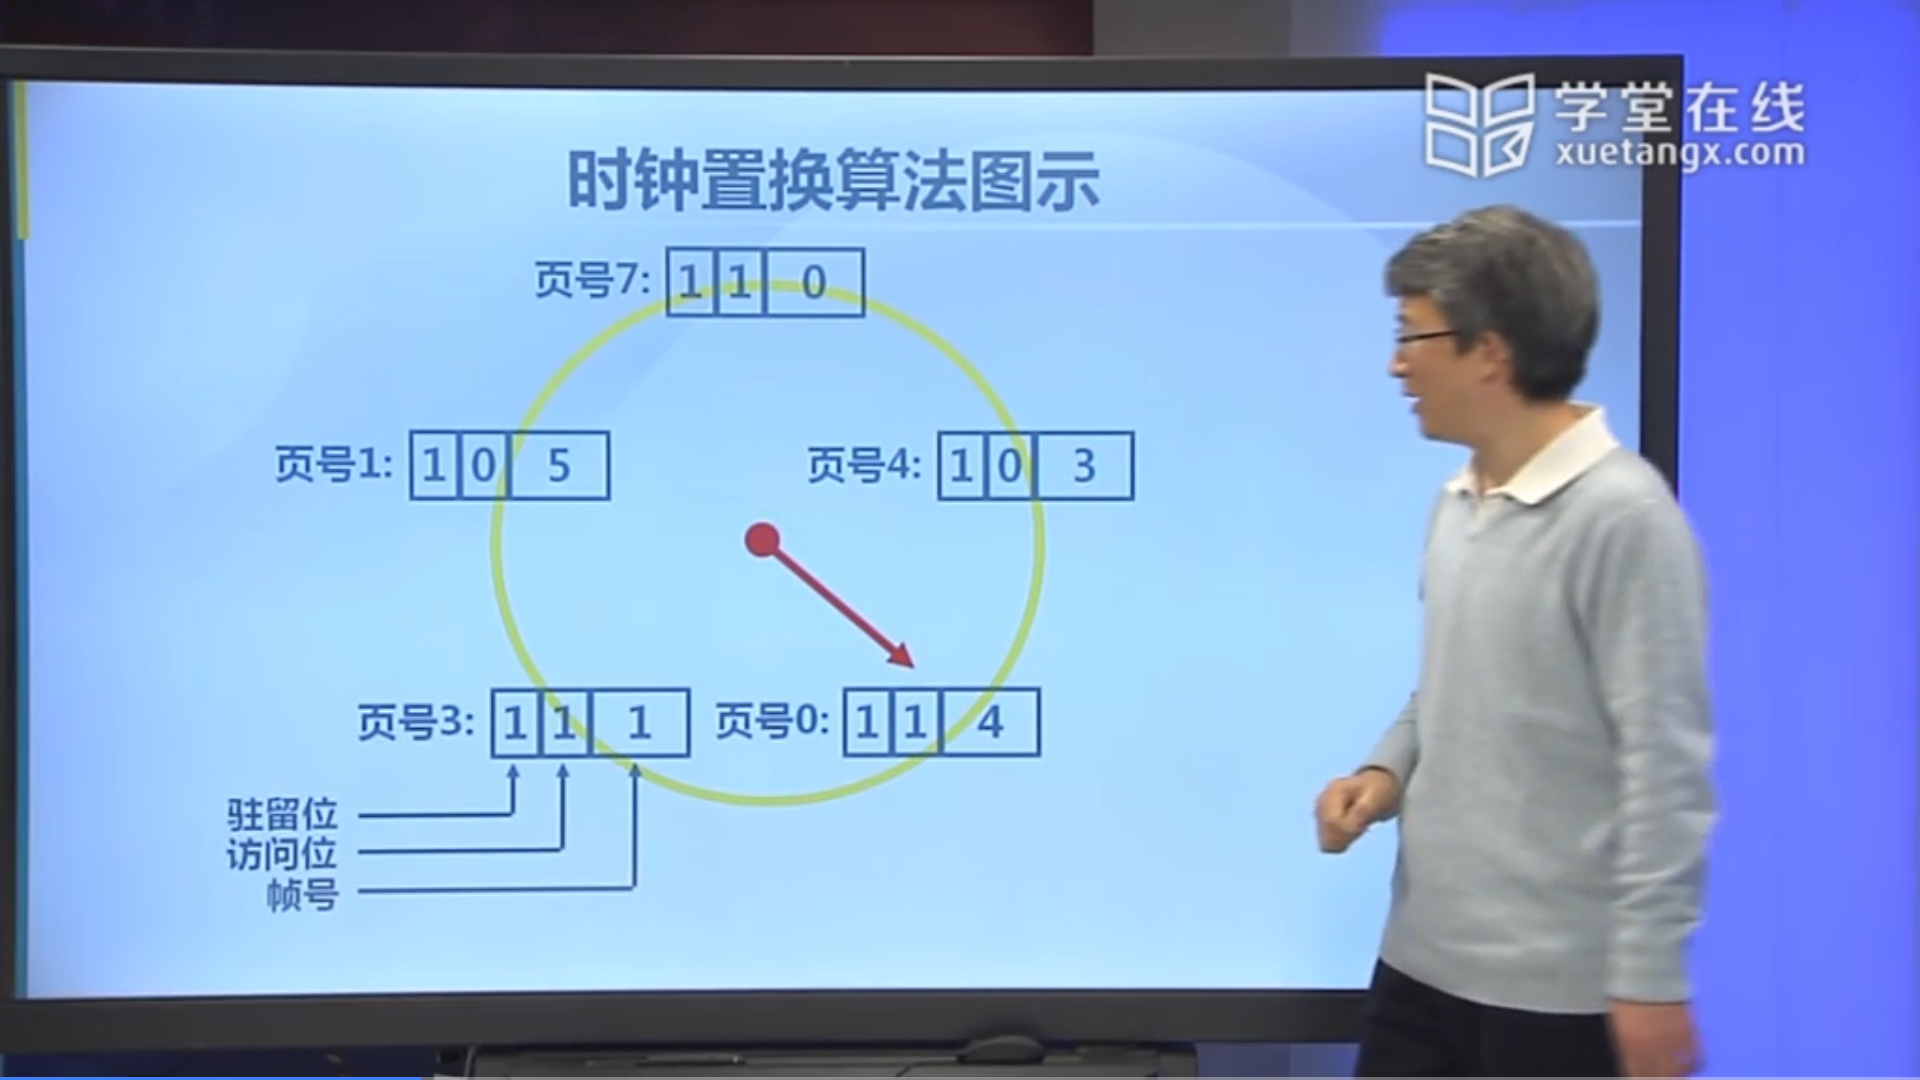 学堂在线
xuetangx.com
时钟置换算法图示
页号7: 1 1 0
页号1: 1 0 5
页号4: 1 0 3
页号3: 1 1 1
页号0: 1 1 4
驻留位
访问位
帧号